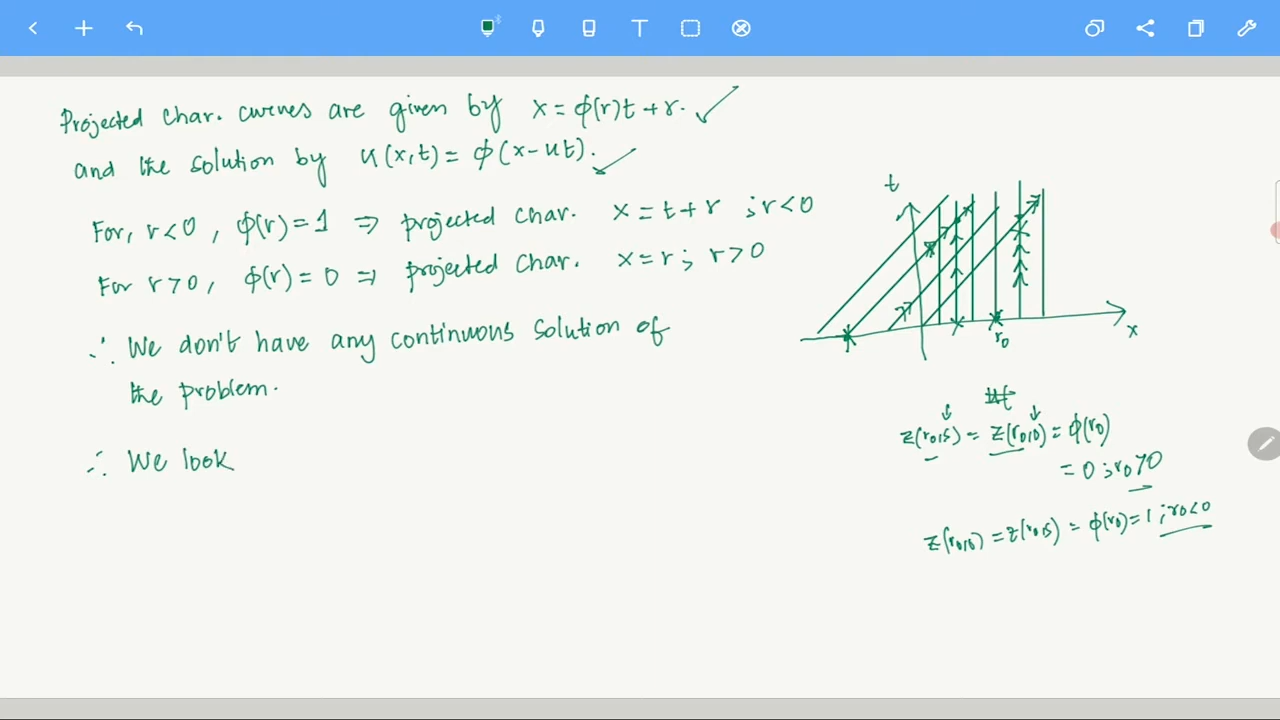 Projected Char. curves are given by x = ϕ(r)t + r. ✓
and the solution by u(x,t) = ϕ(x-ut). ✓
For, r<0, ϕ(r) = 1 ⇒ projected char. x = t+r ; r<0
For r>0, ϕ(r) = 0 ⇒ projected char. x = r ; r>0
∴ We don't have any continuous solution of
the problem.
∴ We look
t
x
r₀
z(r₀,s) = z(r₀,0) = ϕ(r₀)
= 0 ; r₀>0
z(r₀,0) = z(r₀,s) = ϕ(r₀) = 1 ; r₀<0
T